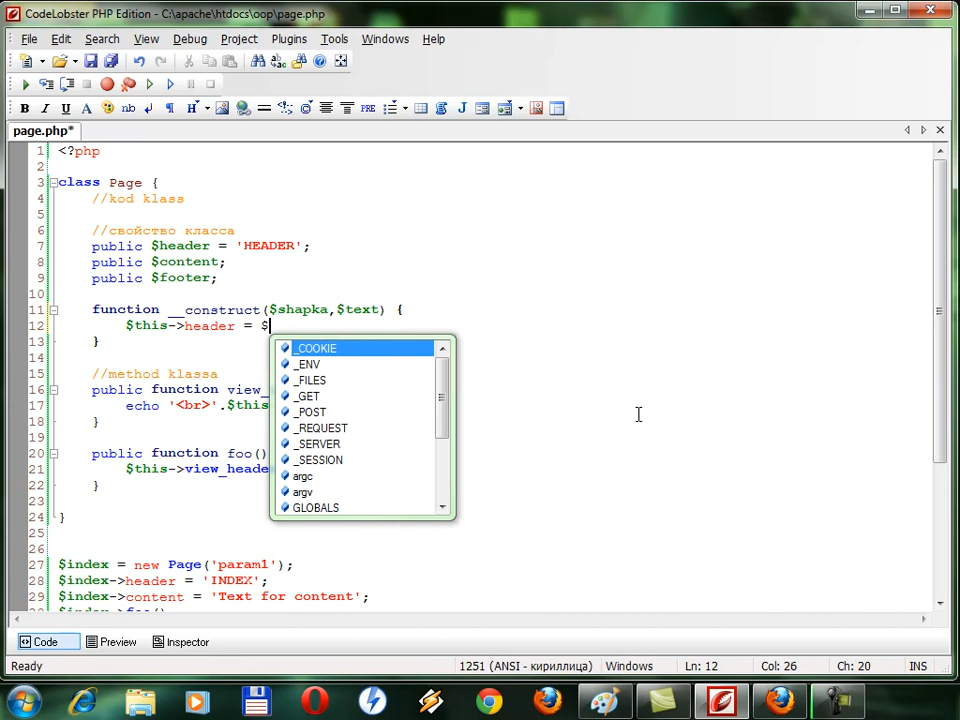 CodeLobster PHP Edition - C:\apache\htdocs\oop\page.php
File Edit Search View Debug Project Plugins Tools Windows Help
B I U A nb H PRE J
page.php*
1 <?php
2
3 class Page {
4 //kod klass
5
6 //свойство класса
7 public $header = 'HEADER';
8 public $content;
9 public $footer;
10
11 function __construct($shapka,$text) {
12 $this->header = $
13 }
14
15 //method klassa
16 public function view_
17 echo '<br>'.$this
18 }
19
20 public function foo()
21 $this->view_heade
22 }
23
24 }
25
26
27 $index = new Page('param1');
28 $index->header = 'INDEX';
29 $index->content = 'Text for content';
_COOKIE
_ENV
_FILES
_GET
_POST
_REQUEST
_SERVER
_SESSION
argc
argv
GLOBALS
Code Preview Inspector
Ready 1251 (ANSI - кириллица) Windows Ln: 12 Col: 26 Ch: 20 INS